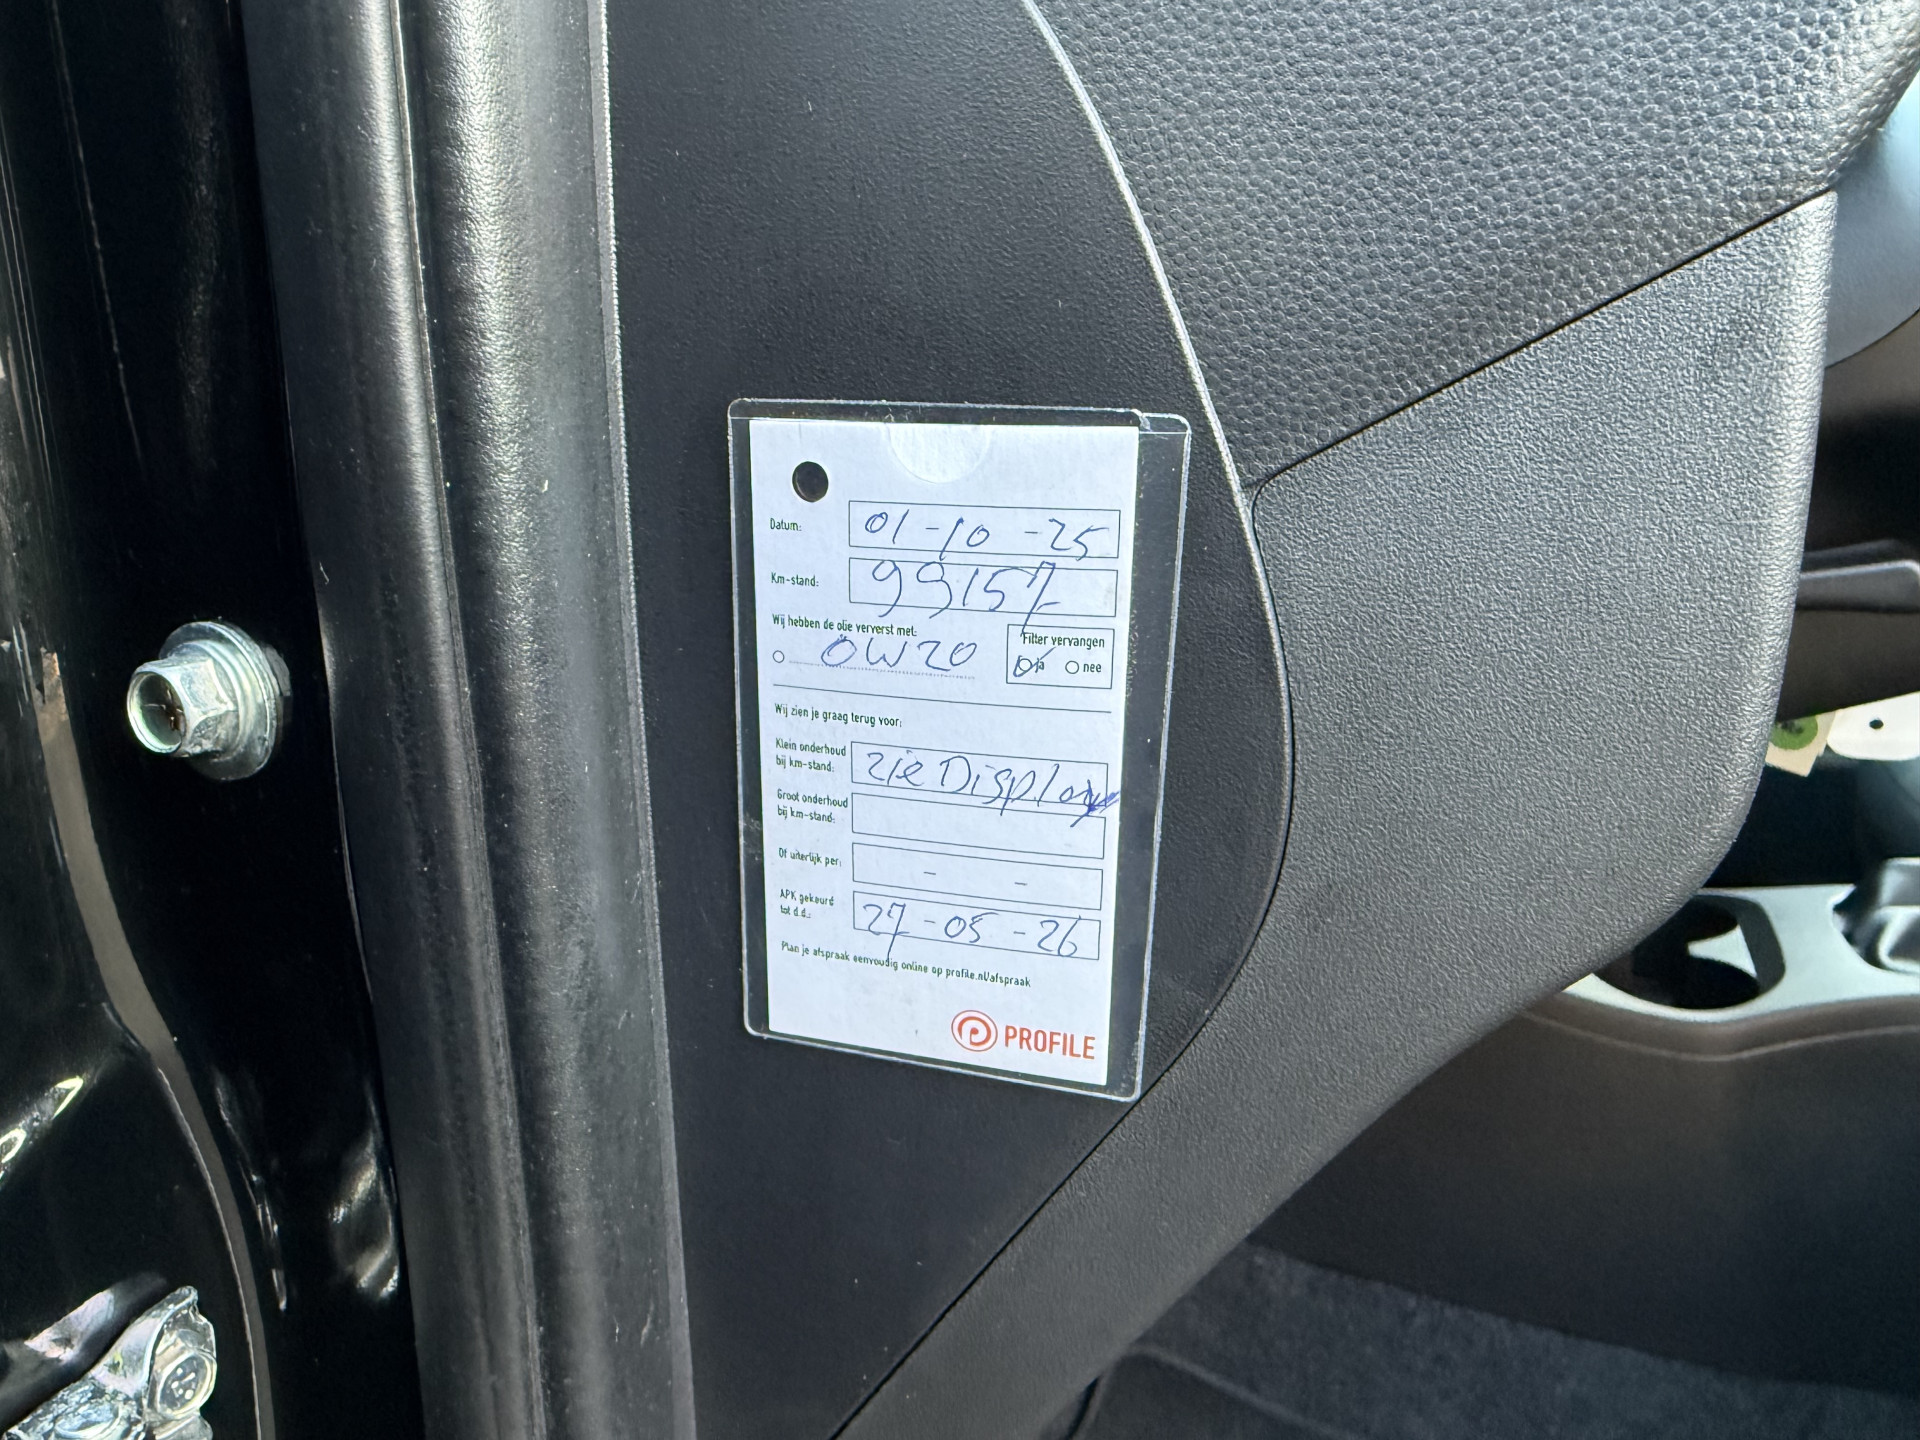 Datum: 01-10-25
Km-stand: 99157
Wij hebben de olie ververst met:
0W20
Filter vervangen
ja nee
Wij zien je graag terug voor:
Klein onderhoud
bij km-stand: zie Display
Groot onderhoud
bij km-stand:
Of uiterlijk per: - -
APK gekeurd
tot d.d.: 27-05-26
Plan je afspraak eenvoudig online op profile.nl/afspraak
PROFILE